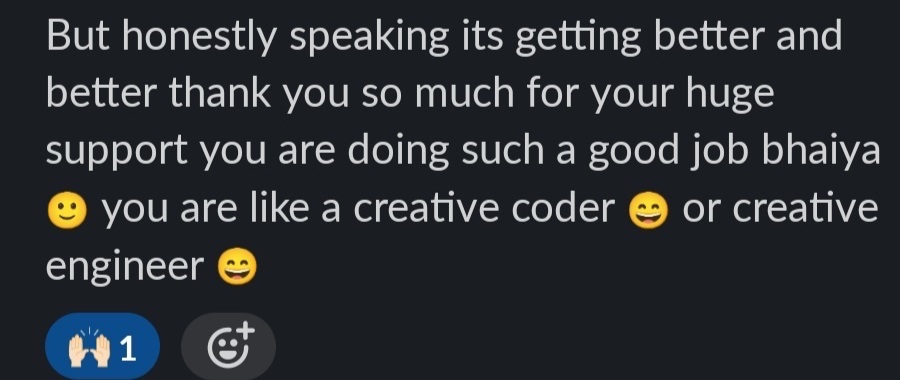 But honestly speaking its getting better and
better thank you so much for your huge
support you are doing such a good job bhaiya
🙂 you are like a creative coder 😄 or creative
engineer 😄
🙌🏻 1